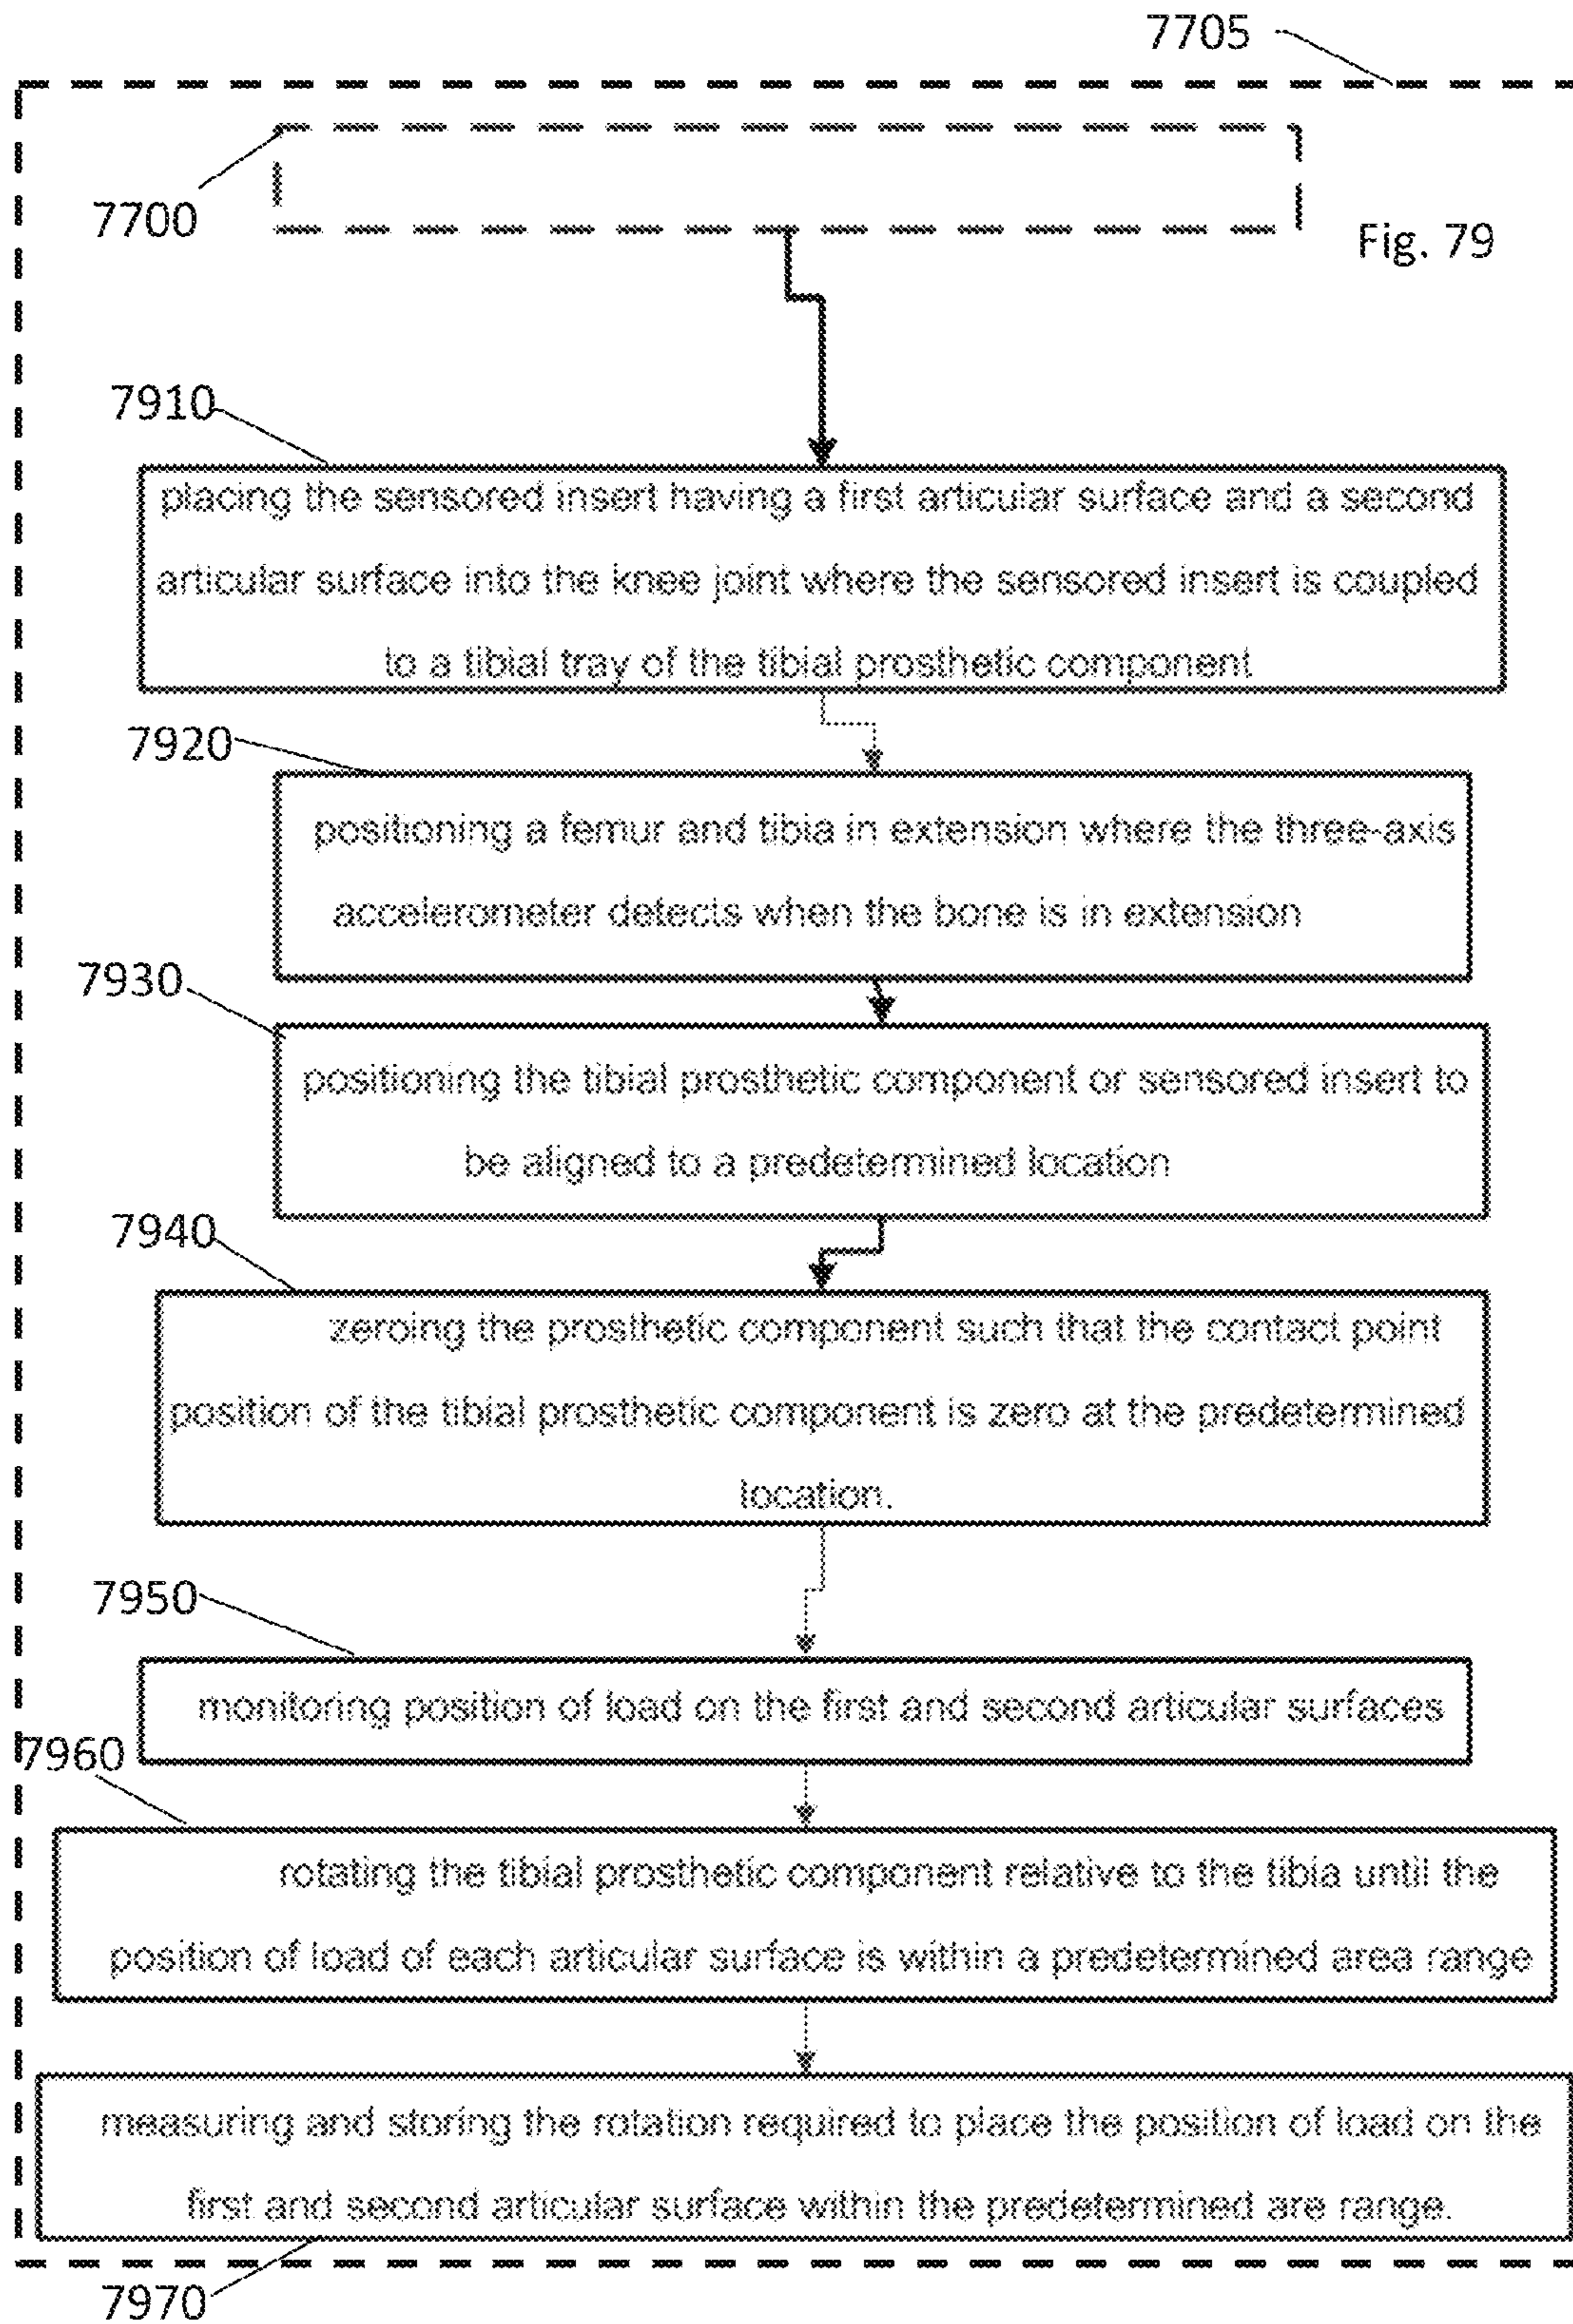 7705
7700
Fig. 79
7910
placing the sensored insert having a first articular surface and a second
articular surface into the knee joint where the sensored insert is coupled
to a tibial tray of the tibial prosthetic component
7920
positioning a femur and tibia in extension where the three-axis
accelerometer detects when the bone is in extension
7930
positioning the tibial prosthetic component or sensored insert to
be aligned to a predetermined location
7940
zeroing the prosthetic component such that the contact point
position of the tibial prosthetic component is zero at the predetermined
location.
7950
monitoring position of load on the first and second articular surfaces
7960
rotating the tibial prosthetic component relative to the tibia until the
position of load of each articular surface is within a predetermined area range
measuring and storing the rotation required to place the position of load on the
first and second articular surface within the predetermined are range.
7970